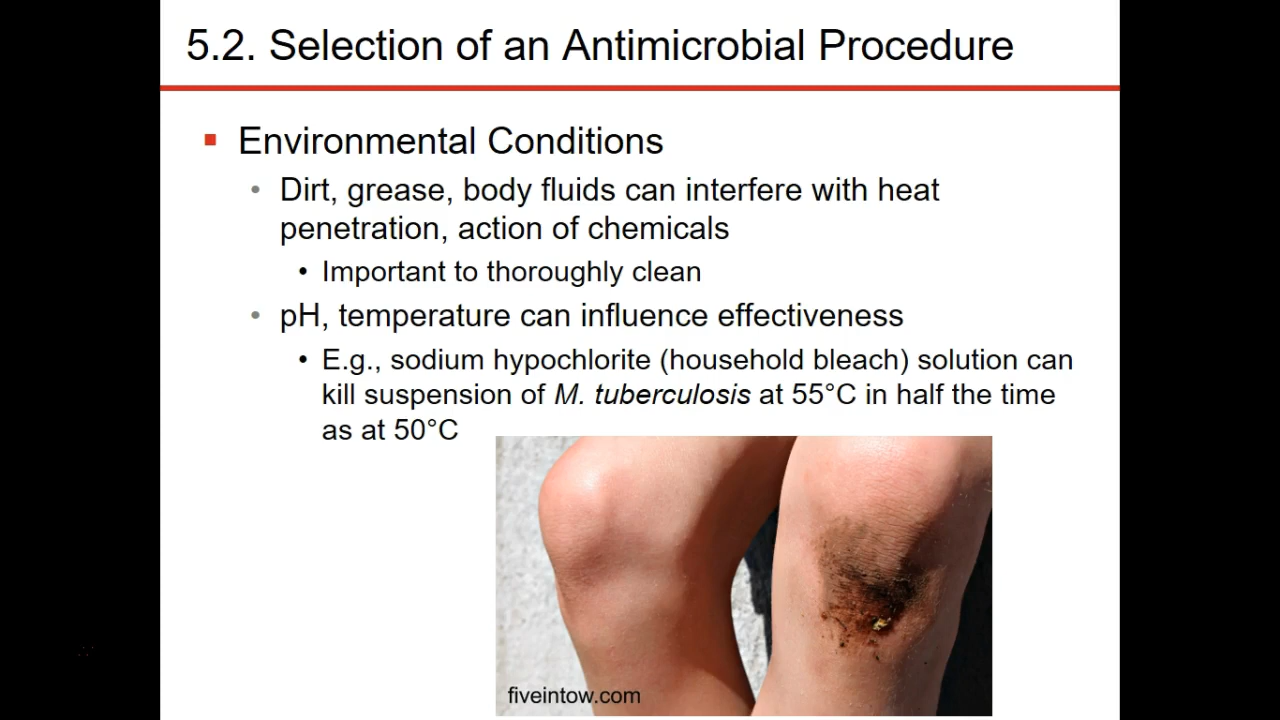 5.2. Selection of an Antimicrobial Procedure
Environmental Conditions
Dirt, grease, body fluids can interfere with heat
penetration, action of chemicals
Important to thoroughly clean
pH, temperature can influence effectiveness
E.g., sodium hypochlorite (household bleach) solution can
kill suspension of M. tuberculosis at 55°C in half the time
as at 50°C
fiveintow.com